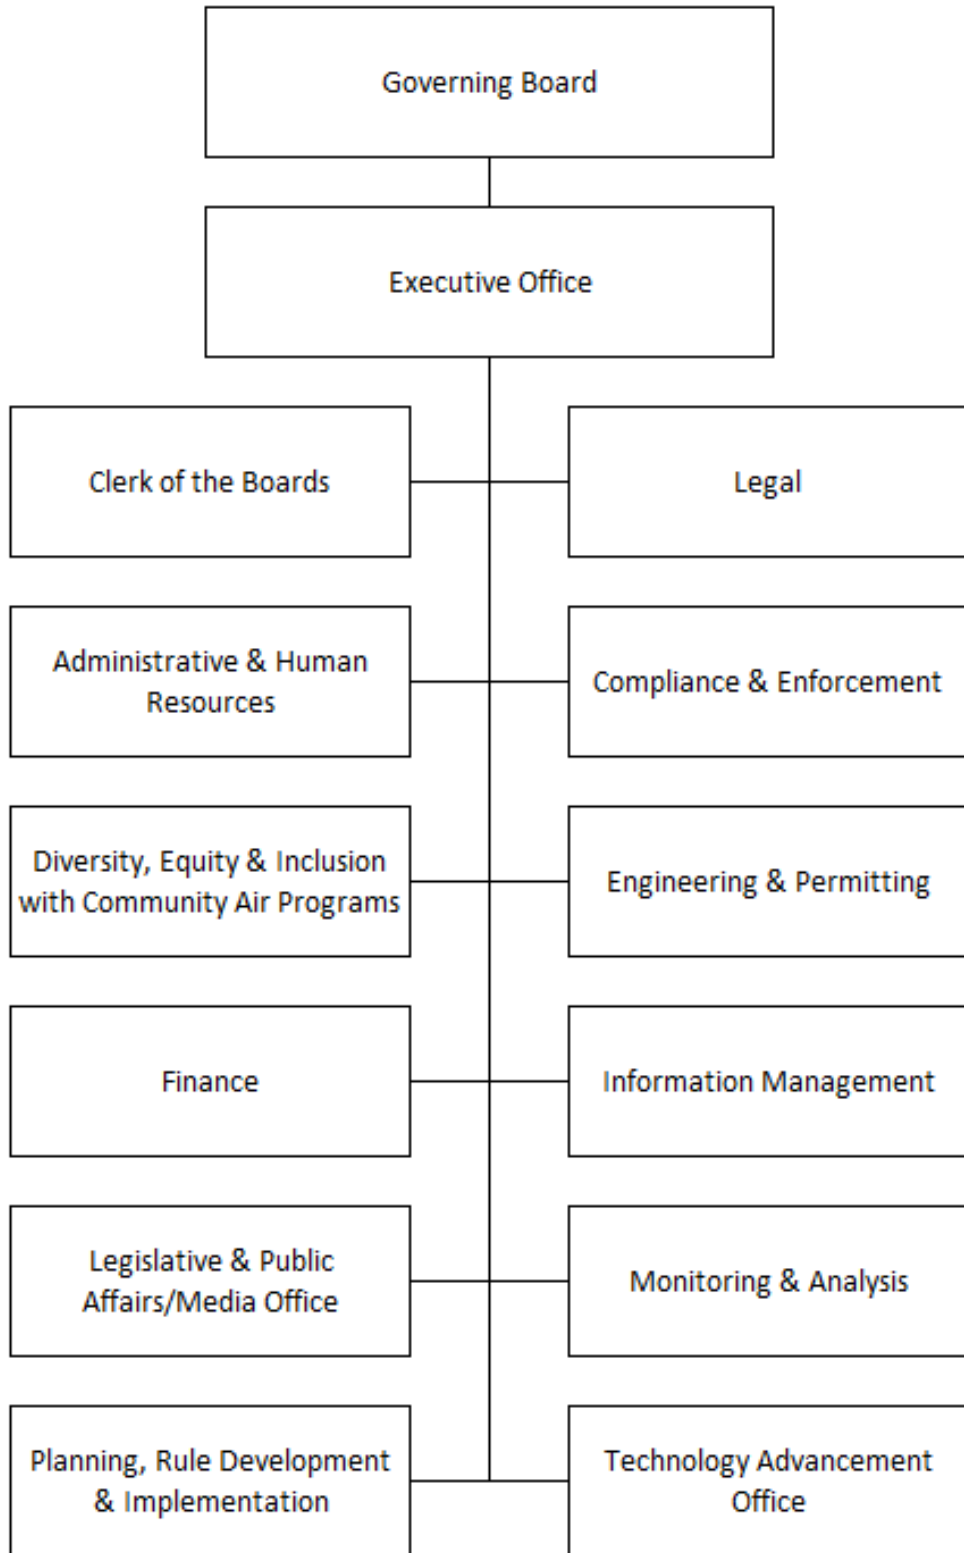 Governing Board
Executive Office
Clerk of the Boards
Legal
Administrative & Human
Resources
Compliance & Enforcement
Diversity, Equity & Inclusion
with Community Air Programs
Engineering & Permitting
Finance
Information Management
Legislative & Public
Affairs/Media Office
Monitoring & Analysis
Planning, Rule Development
& Implementation
Technology Advancement
Office